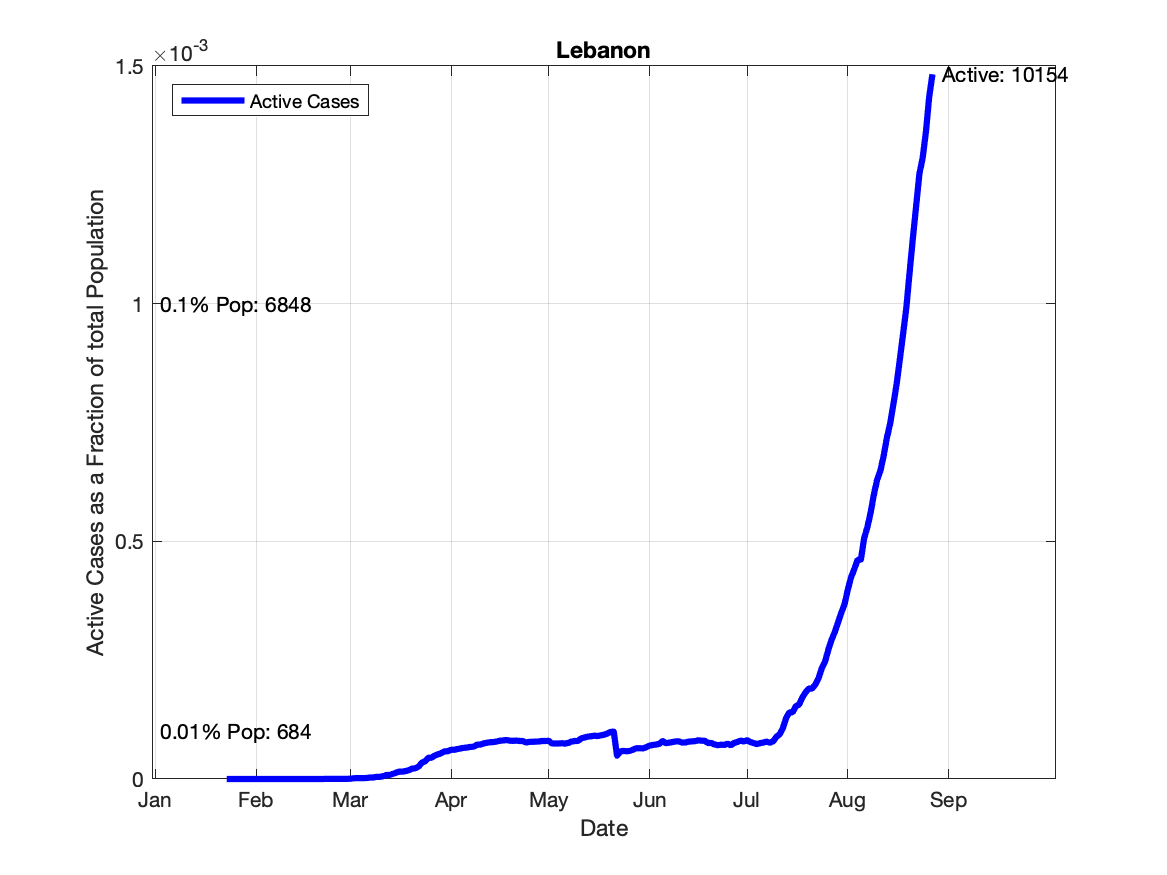 Lebanon
×10-3
1.5
Active: 10154
Active Cases
1
0.1% Pop: 6848
0.5
0.01% Pop: 684
0
Jan Feb Mar Apr May Jun Jul Aug Sep
Date
Active Cases as a Fraction of total Population